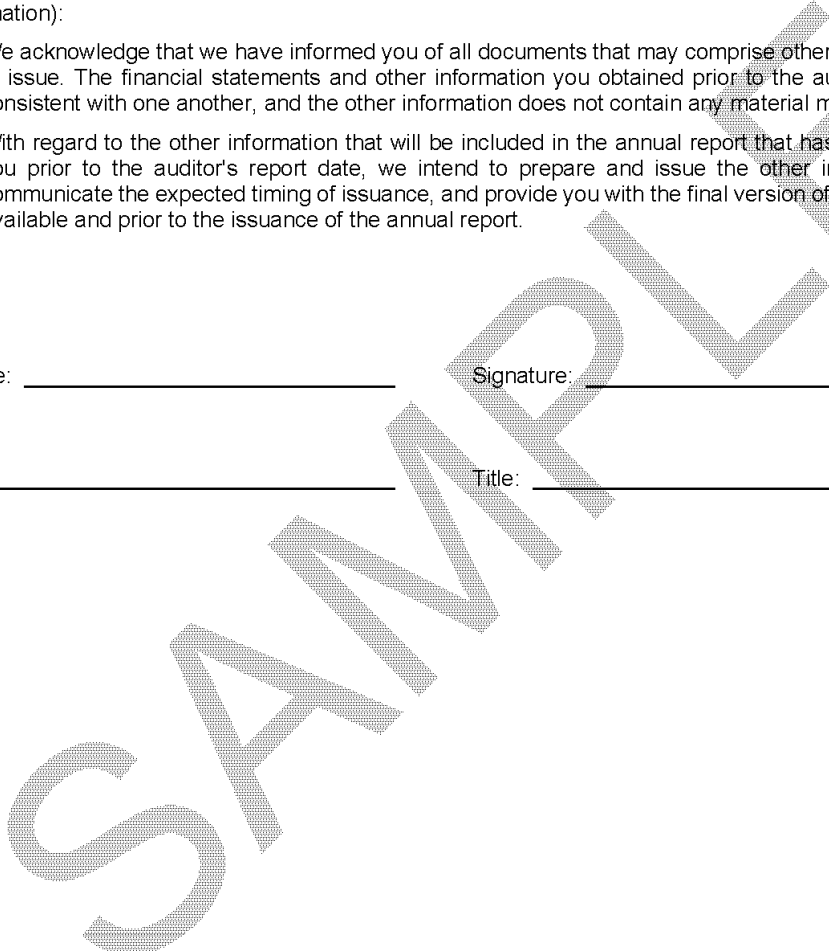 ation):
e acknowledge that we have informed you of all documents that may comprise other
issue. The financial statements and other information you obtained prior to the au
onsistent with one another, and the other information does not contain any material m
ith regard to the other information that will be included in the annual report that has
ou prior to the auditor's report date, we intend to prepare and issue the other in
ommunicate the expected timing of issuance, and provide you with the final version of
vailable and prior to the issuance of the annual report.
e: Signature:
Title:
SAMPLE